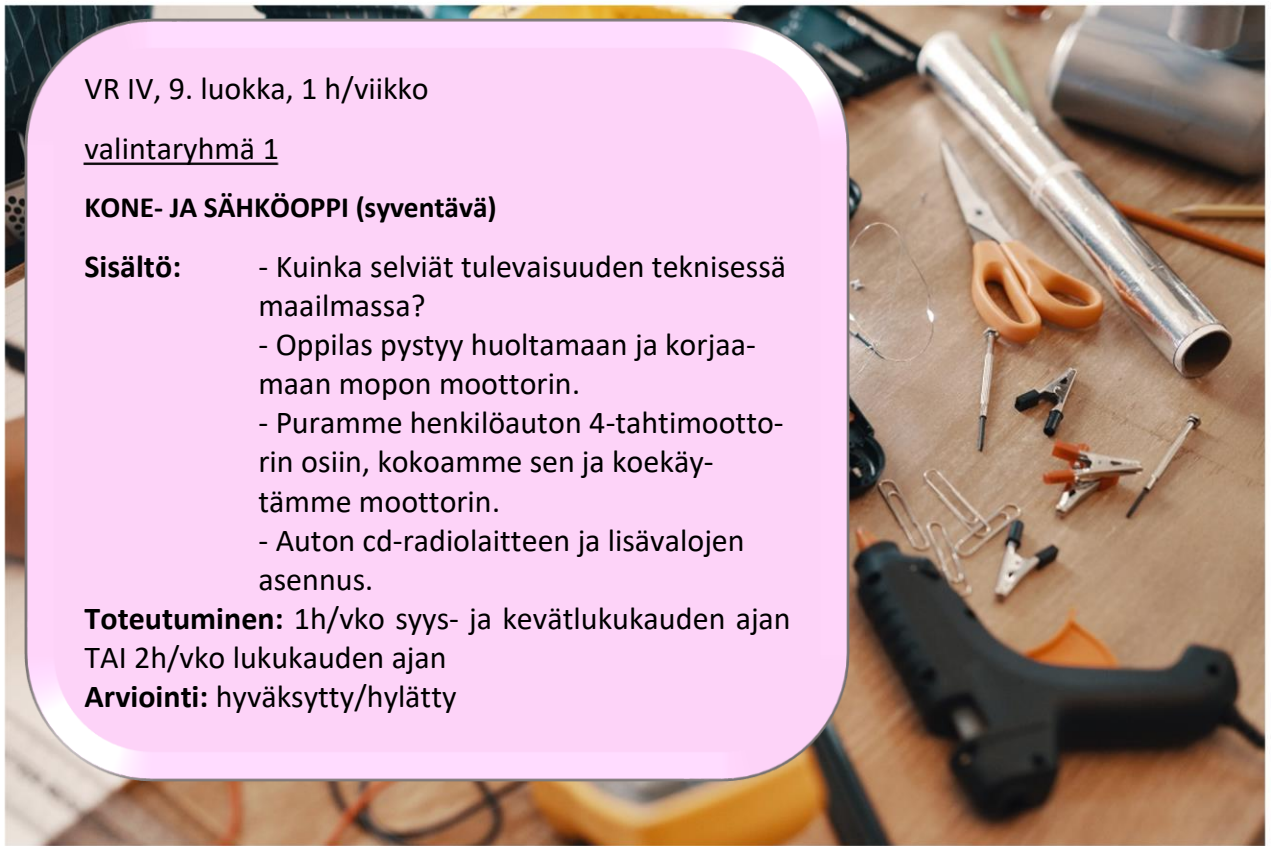 VR IV, 9. luokka, 1 h/viikko
valintaryhmä 1
KONE- JA SÄHKÖOPPI (syventävä)
Sisältö: - Kuinka selviät tulevaisuuden teknisessä
maailmassa?
- Oppilas pystyy huoltamaan ja korjaa-
maan mopon moottorin.
- Puramme henkilöauton 4-tahtimootto-
rin osiin, kokoamme sen ja koekäy-
tämme moottorin.
- Auton cd-radiolaitteen ja lisävalojen
asennus.
Toteutuminen: 1h/vko syys- ja kevätlukukauden ajan
TAI 2h/vko lukukauden ajan
Arviointi: hyväksytty/hylätty